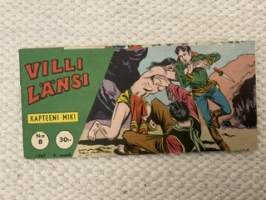 VILLI
LÄNSI
KAPTEENI MIKI
No
8
30:-